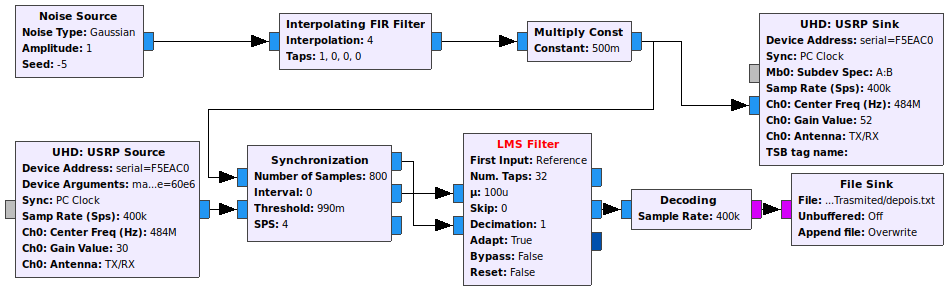 Noise Source
Noise Type: Gaussian
Amplitude: 1
Seed: -5
Interpolating FIR Filter
Interpolation: 4
Taps: 1, 0, 0, 0
Multiply Const
Constant: 500m
UHD: USRP Sink
Device Address: serial=F5EAC0
Sync: PC Clock
Mb0: Subdev Spec: A:B
Samp Rate (Sps): 400k
Ch0: Center Freq (Hz): 484M
Ch0: Gain Value: 52
Ch0: Antenna: TX/RX
TSB tag name:
UHD: USRP Source
Device Address: serial=F5EAC0
Device Arguments: ma...e=60e6
Sync: PC Clock
Samp Rate (Sps): 400k
Ch0: Center Freq (Hz): 484M
Ch0: Gain Value: 30
Ch0: Antenna: TX/RX
Synchronization
Number of Samples: 800
Interval: 0
Threshold: 990m
SPS: 4
LMS Filter
First Input: Reference
Num. Taps: 32
μ: 100u
Skip: 0
Decimation: 1
Adapt: True
Bypass: False
Reset: False
Decoding
Sample Rate: 400k
File Sink
File: ...Trasmited/depois.txt
Unbuffered: Off
Append file: Overwrite